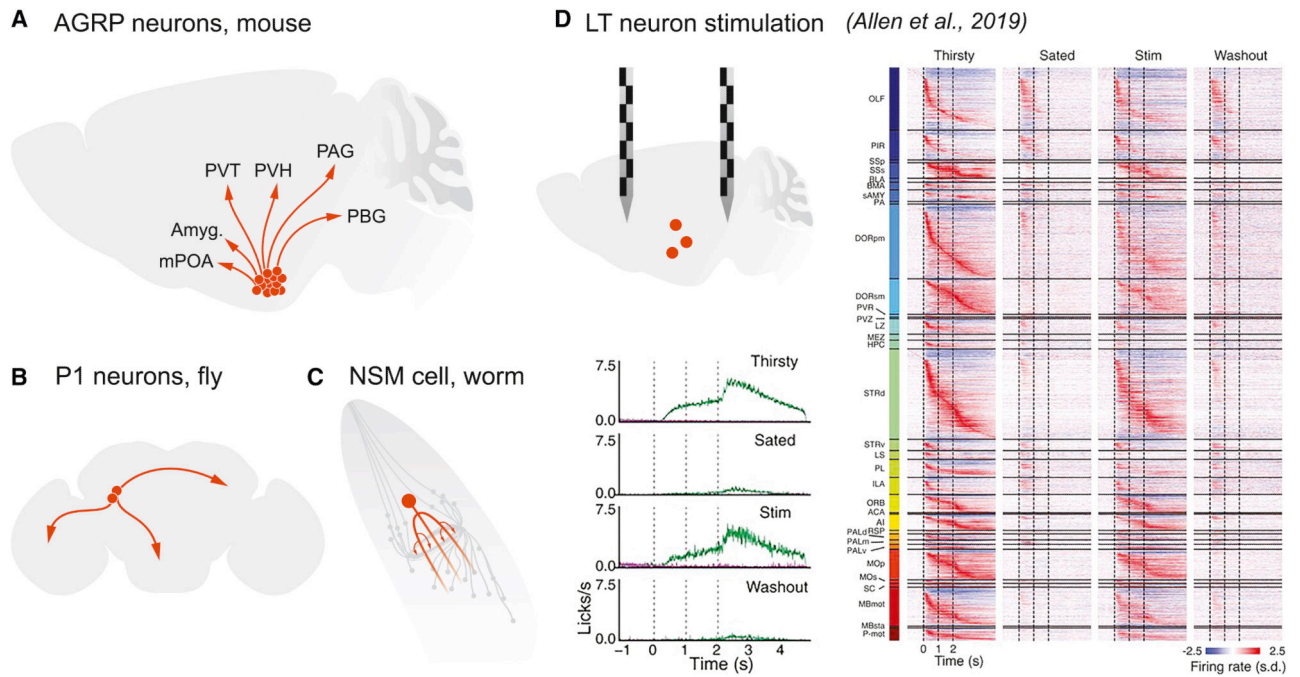 A AGRP neurons, mouse
PVT PVH PAG
PBG
Amyg.
mPOA
B P1 neurons, fly
C NSM cell, worm
D LT neuron stimulation (Allen et al., 2019)
7.5
Thirsty
0.0
7.5
Sated
0.0
7.5
Stim
0.0
7.5
Washout
0.0
Licks/s
-1 0 1 2 3 4
Time (s)
Thirsty Sated Stim Washout
OLF
PIR
SSp
SSs
BLA
BMA
sAMY
PA
DORpm
DORsm
PVR
PVZ
LZ
MEZ
HPC
STRd
STRv
LS
PL
ILA
ORB
ACA
AI
PALd RSP
PALm
PALv
MOp
MOs
SC
MBmot
MBsta
P-mot
0 1 2
Time (s)
-2.5 2.5
Firing rate (s.d.)